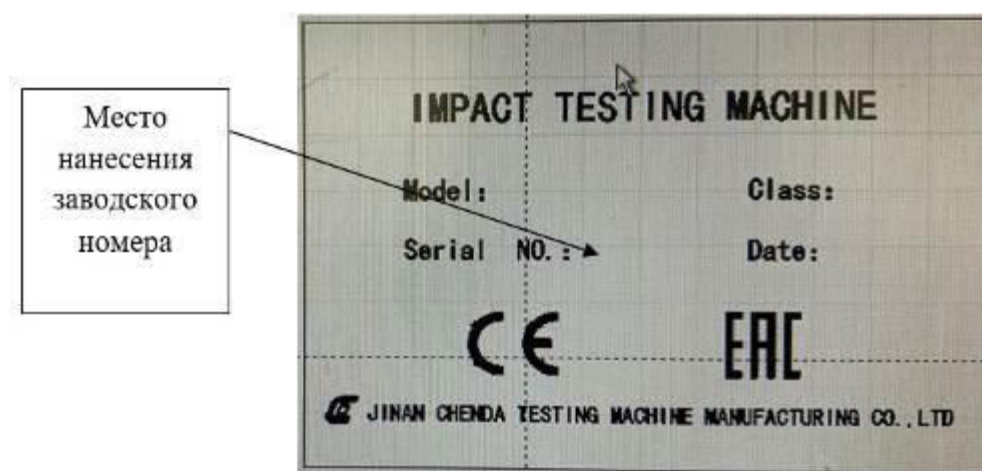 Место
нанесения
заводского
номера
IMPACT TESTING MACHINE
Model:
Class:
Serial NO.:
Date:
CE
EAC
JINAN CHENDA TESTING MACHINE MANUFACTURING CO.,LTD